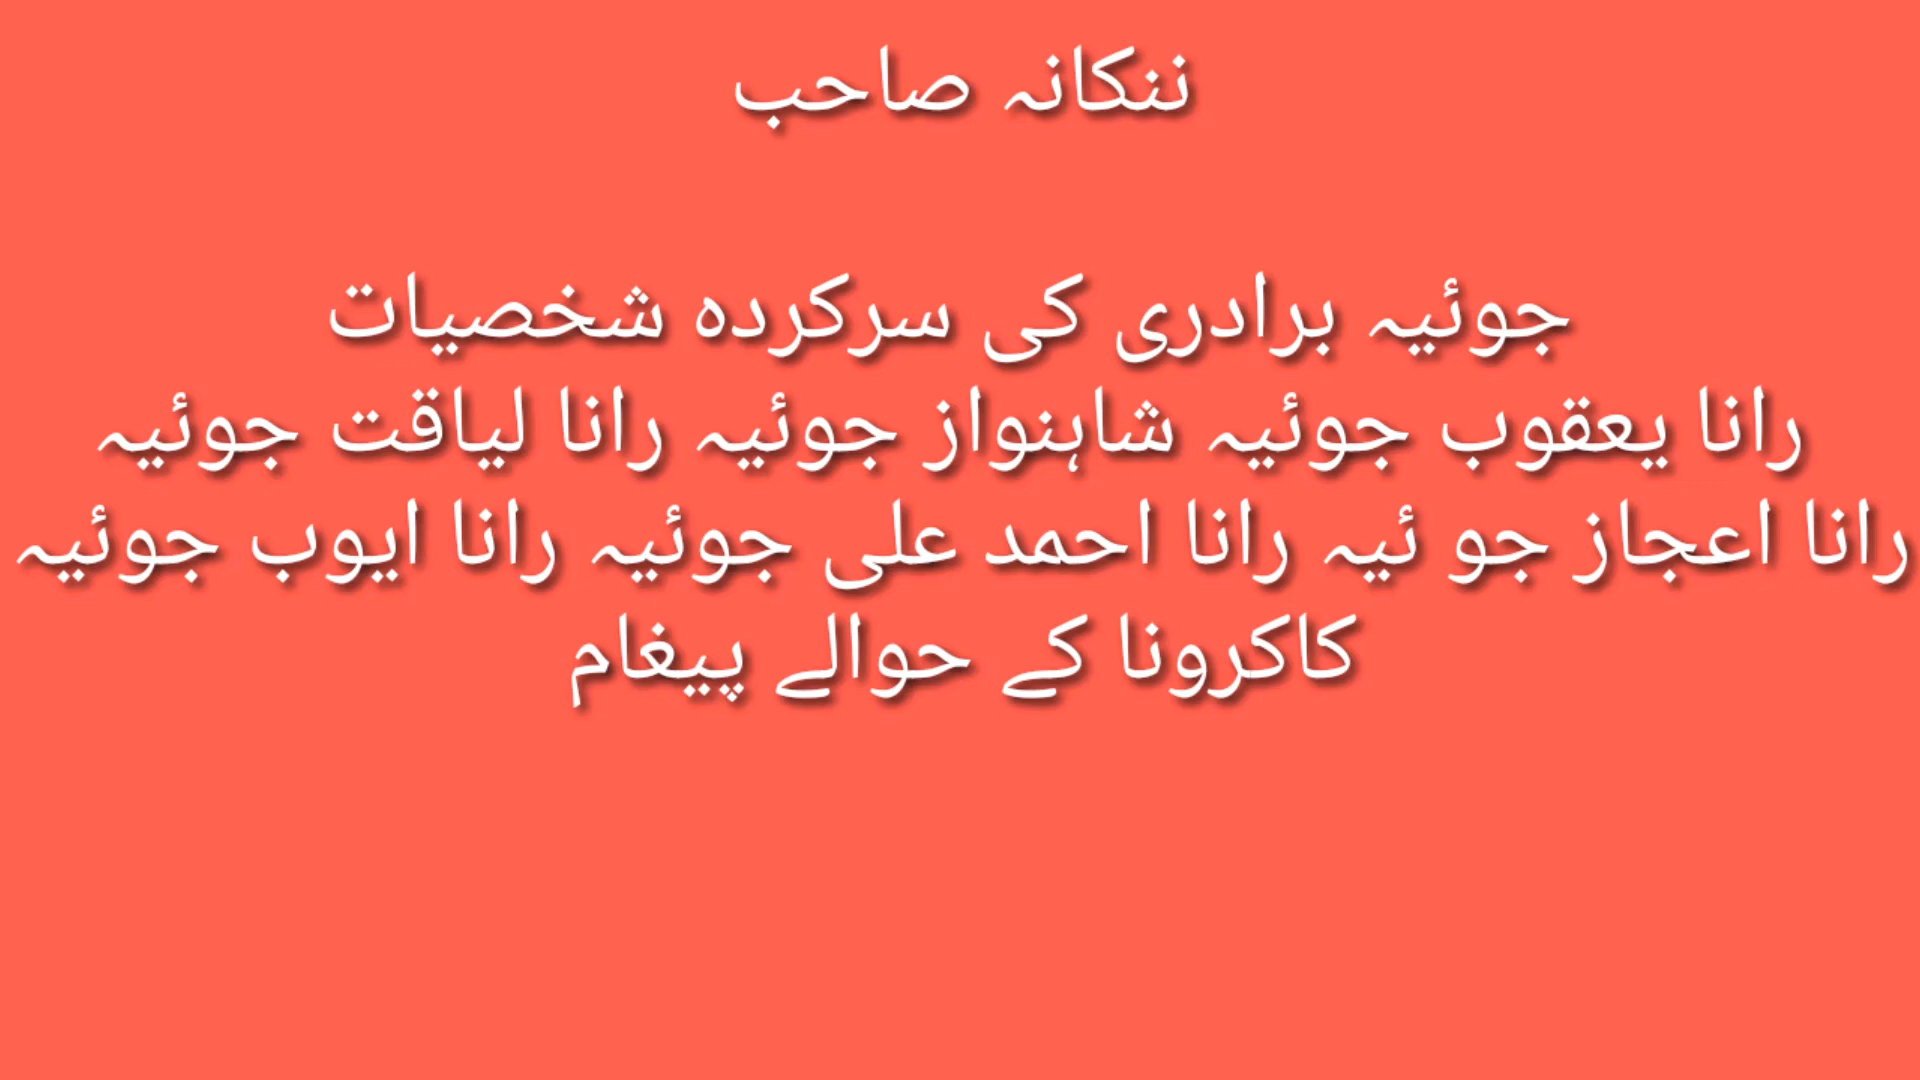 ننکانہ صاحب
جوئیہ برادری کی سرکردہ شخصیات
رانا یعقوب جوئیہ شاہنواز جوئیہ رانا لیاقت جوئیہ
رانا اعجاز جو ئیہ رانا احمد علی جوئیہ رانا ایوب جوئیہ
کاکرونا کے حوالے پیغام